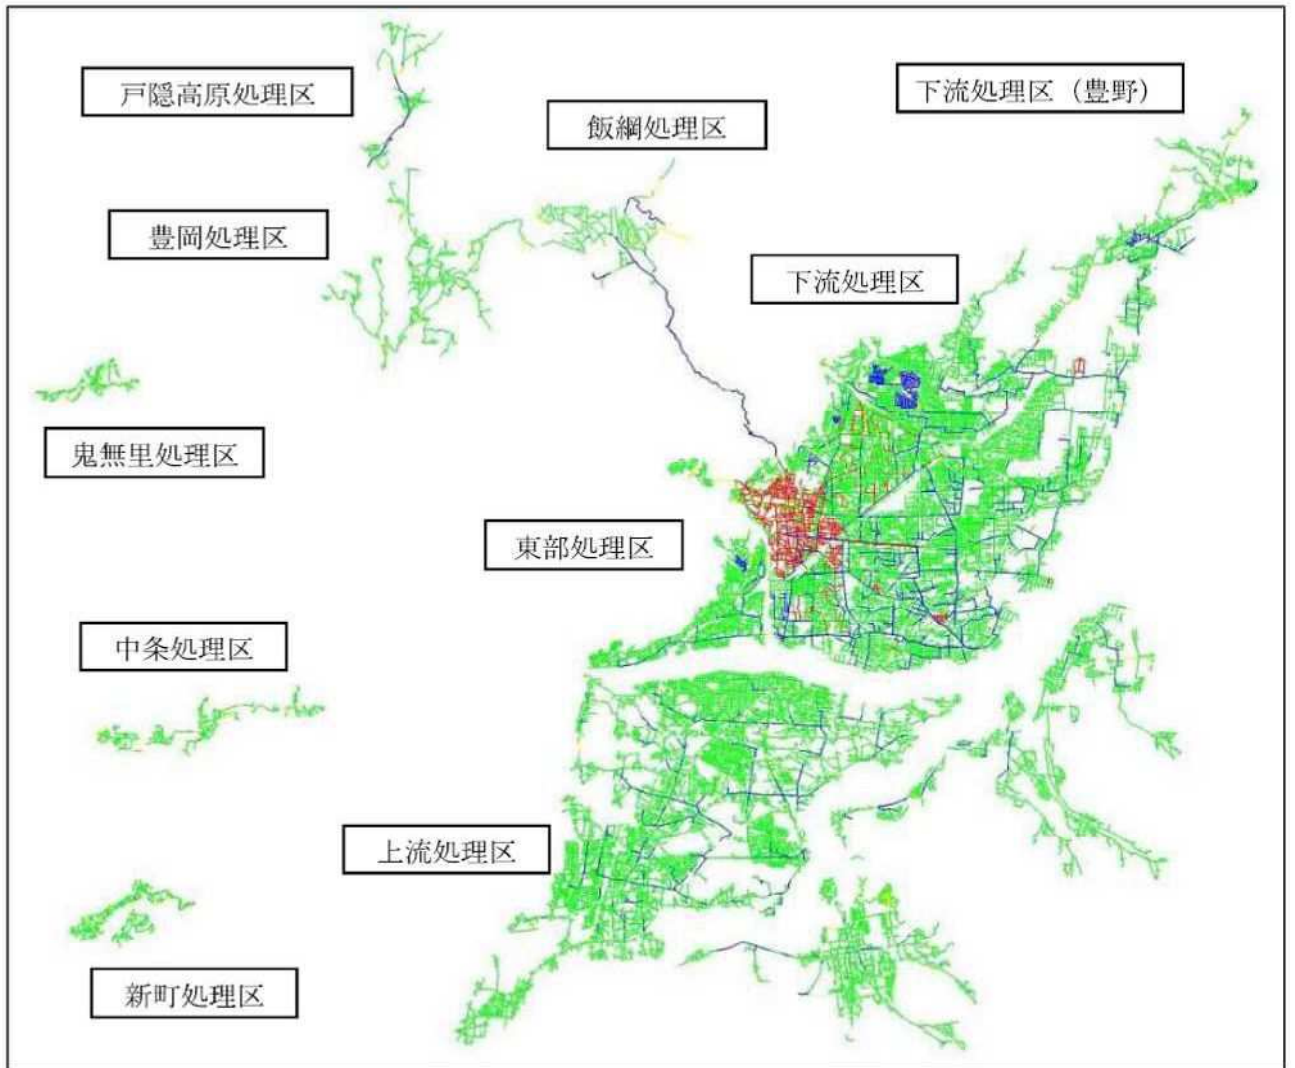 戸隠高原処理区
下流処理区(豊野)
飯綱処理区
豊岡処理区
下流処理区
鬼無里処理区
東部処理区
中条処理区
上流処理区
新町処理区